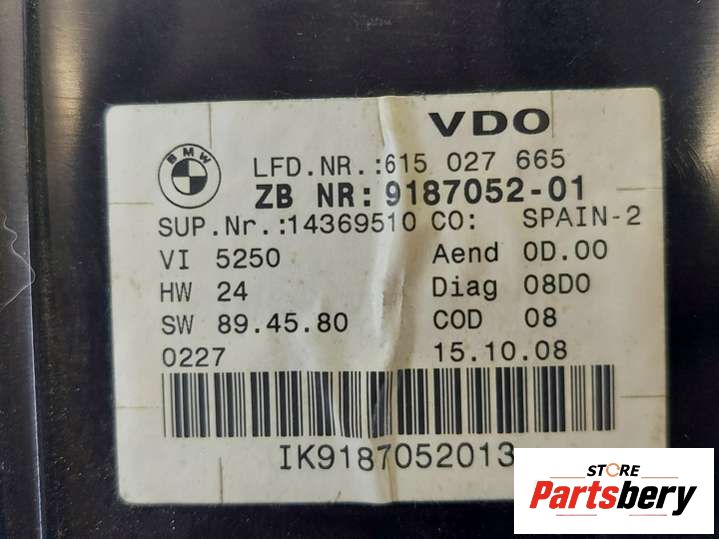 VDO
BMW
LFD.NR.:615 027 665
ZB NR: 9187052-01
SUP.Nr.:14369510 CO: SPAIN-2
VI 5250 Aend 0D.00
HW 24 Diag 08D0
SW 89.45.80 COD 08
0227 15.10.08
IK9187052013
STORE
Partsbery